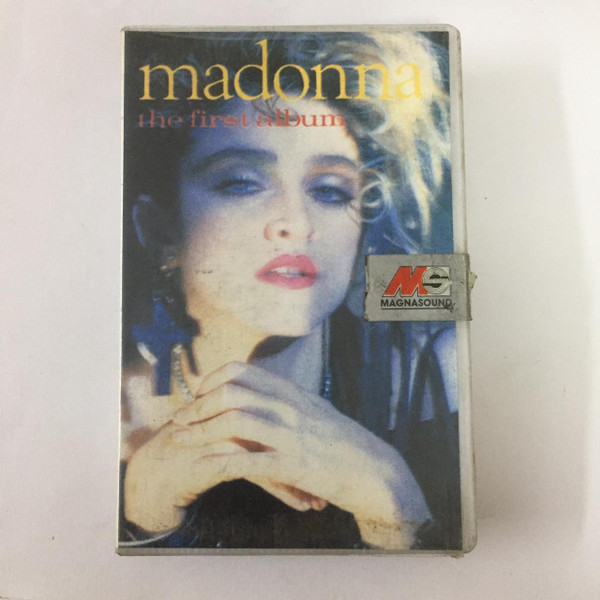 madonna
the first album
MS
MAGNASOUND